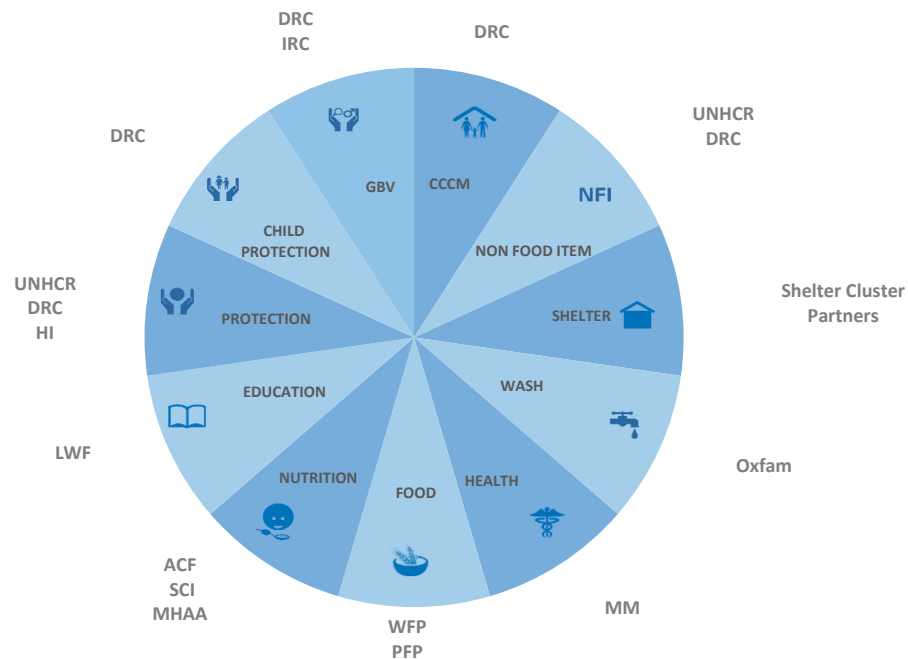 DRC
IRC
DRC
UNHCR
DRC
DRC
GBV
CCCM
NFI
CHILD
PROTECTION
NON FOOD ITEM
UNHCR
DRC
HI
PROTECTION
SHELTER
Shelter Cluster
Partners
EDUCATION
WASH
LWF
Oxfam
NUTRITION
FOOD
HEALTH
ACF
SCI
MHAA
WFP
PFP
MM